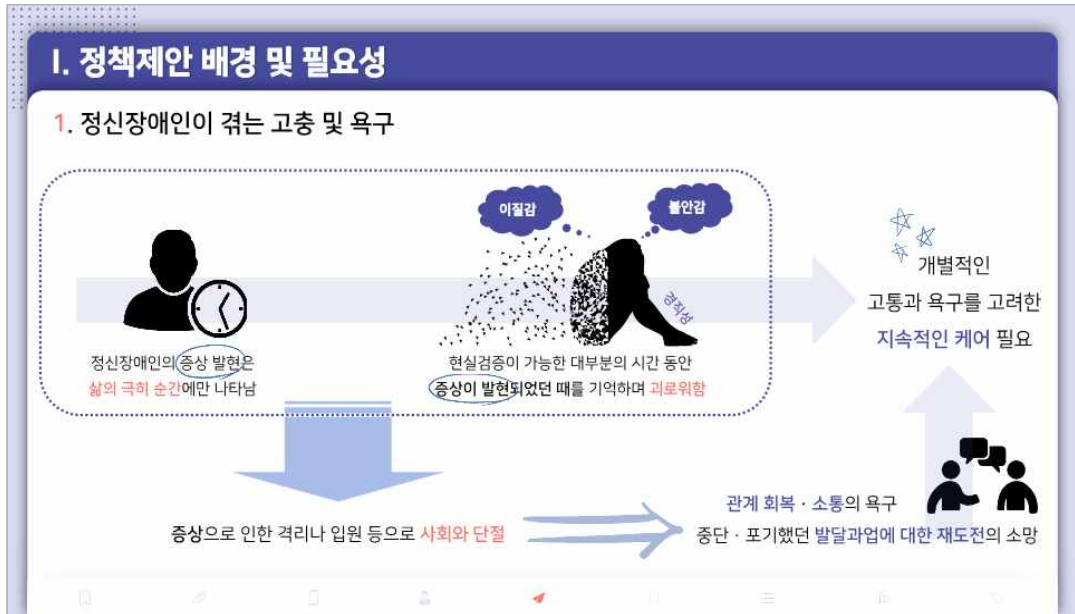 I. 정책제안 배경 및 필요성
1. 정신장애인이 겪는 고충 및 욕구
이질감
불안감
경직성
정신장애인의 증상 발현은
삶의 극히 순간에만 나타남
현실검증이 가능한 대부분의 시간 동안
증상이 발현되었던 때를 기억하며 괴로워함
개별적인
고통과 욕구를 고려한
지속적인 케어 필요
증상으로 인한 격리나 입원 등으로 사회와 단절
관계 회복 · 소통의 욕구
중단 · 포기했던 발달과업에 대한 재도전의 소망